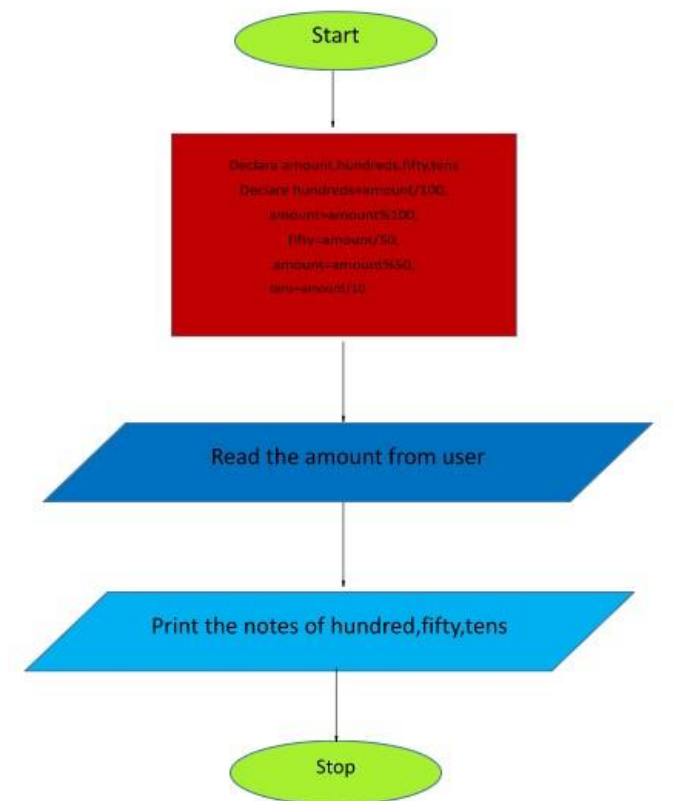 Start
Declara amount,hundreds,fifty,tens
Declare hundreds=amount/100,
amount=amount%100,
fifty=amount/50,
amount=amount%50,
tens=amount/10
Read the amount from user
Print the notes of hundred,fifty,tens
Stop